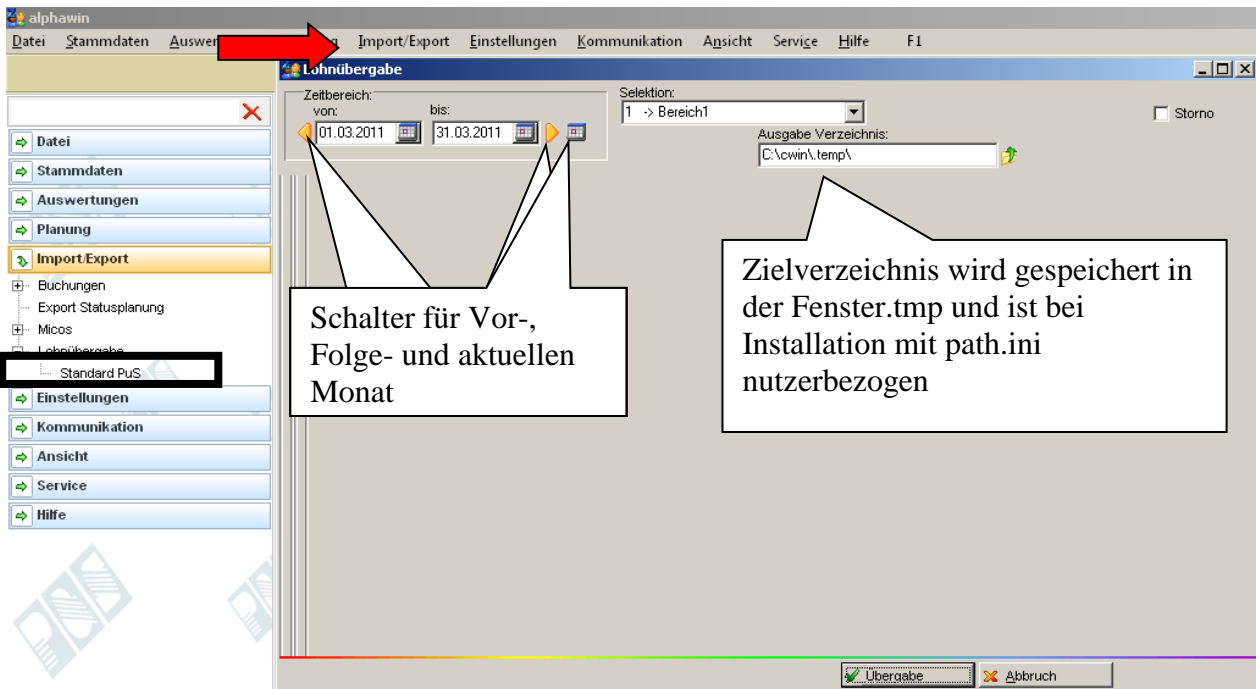 alphawin
Datei Stammdaten Import/Export Einstellungen Kommunikation Ansicht Service Hilfe F1
Lohnübergabe
Zeitbereich:
von: bis:
01.03.2011 31.03.2011
Selektion:
1 -> Bereich1
Storno
Ausgabe Verzeichnis:
C:\cwin\.temp\
Datei
Stammdaten
Auswertungen
Planung
Import/Export
Buchungen
Export Statusplanung
Micos
Lohnübergabe
Standard PuS
Einstellungen
Kommunikation
Ansicht
Service
Hilfe
Schalter für Vor-,
Folge- und aktuellen
Monat
Zielverzeichnis wird gespeichert in
der Fenster.tmp und ist bei
Installation mit path.ini
nutzerbezogen
Übergabe Abbruch